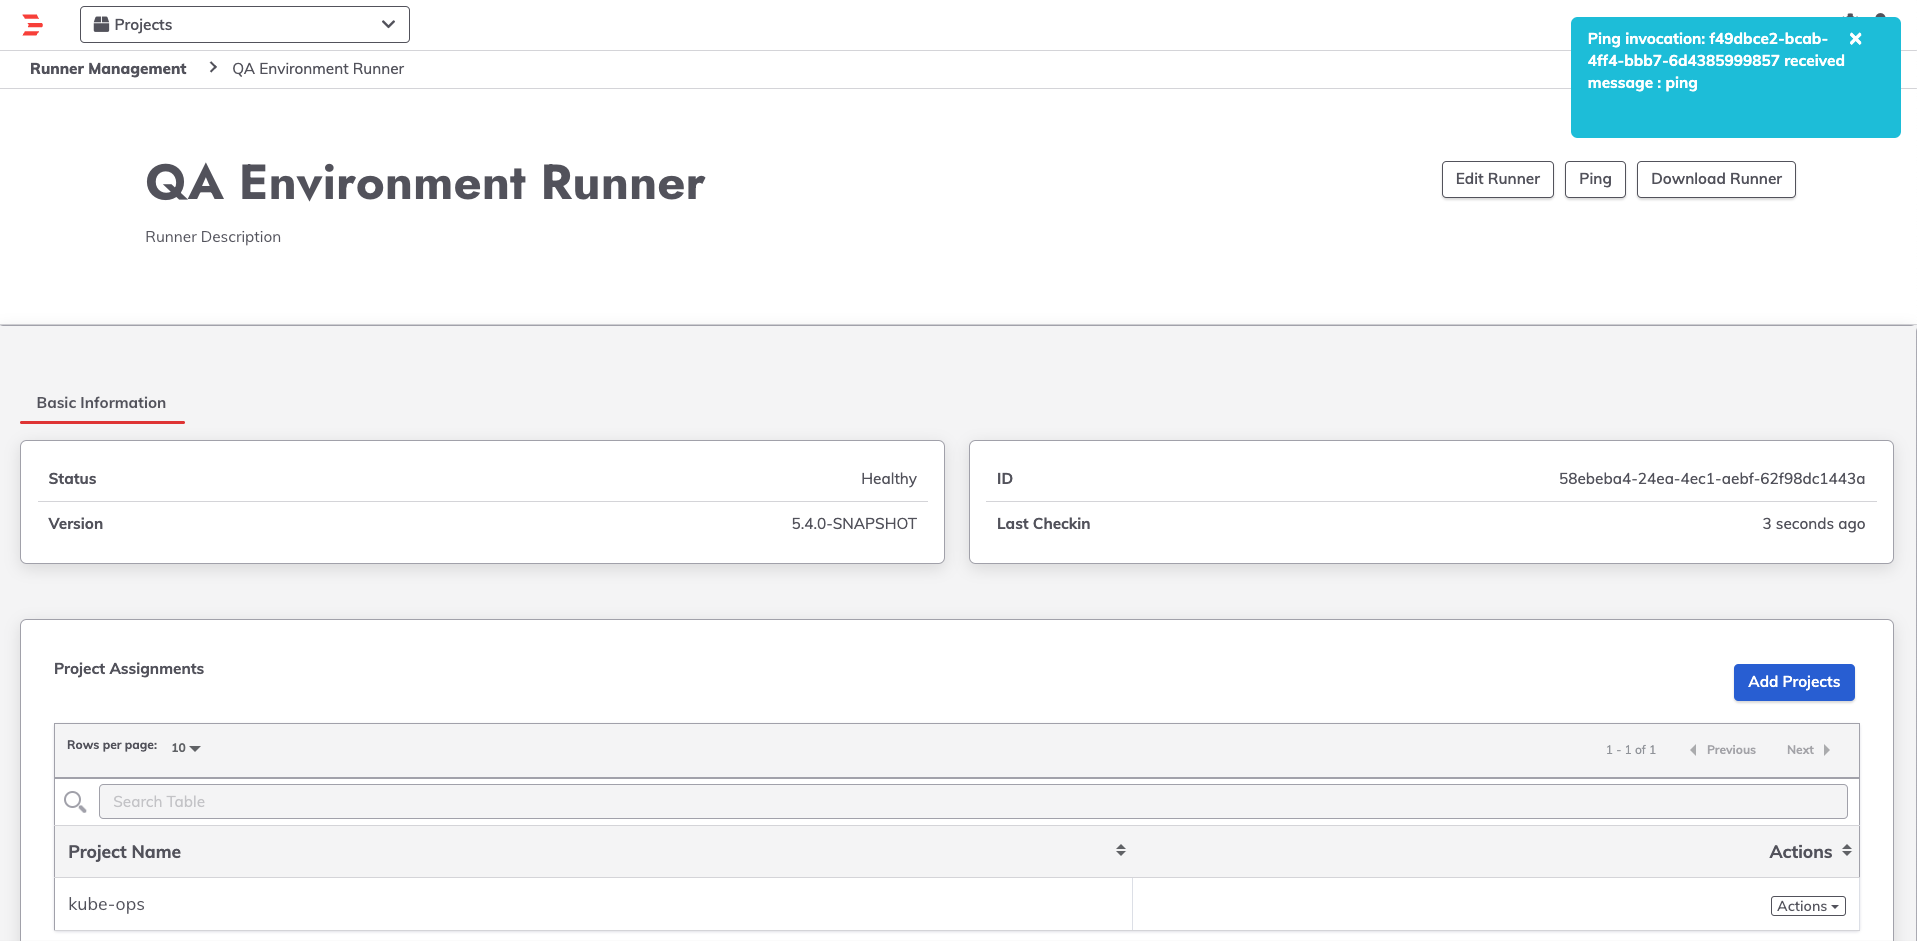 Projects
Ping invocation: f49dbce2-bcab-
4ff4-bbb7-6d4385999857 received
message : ping
Runner Management
QA Environment Runner
QA Environment Runner
Edit Runner
Ping
Download Runner
Runner Description
Basic Information
Status
Healthy
Version
5.4.0-SNAPSHOT
ID
58ebeba4-24ea-4ec1-aebf-62f98dc1443a
Last Checkin
3 seconds ago
Project Assignments
Add Projects
Rows per page:
10
1 - 1 of 1
Previous
Next
Search Table
Project Name
Actions
kube-ops
Actions